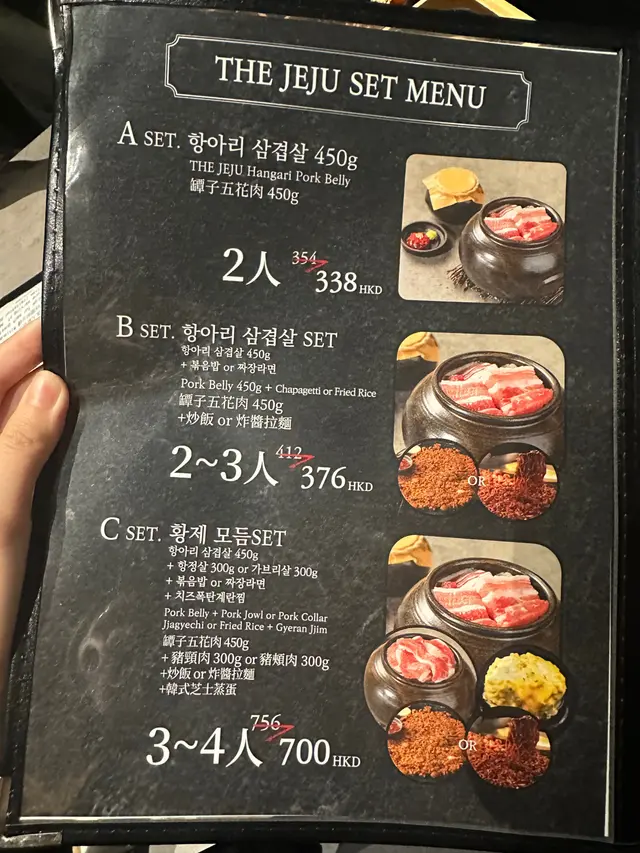 THE JEJU SET MENU
A SET. 항아리 삼겹살 450g
THE JEJU Hangari Pork Belly
罈子五花肉 450g
2人 354 338 HKD
B SET. 항아리 삼겹살 SET
항아리 삼겹살 450g
+ 볶음밥 or 짜장라면
Pork Belly 450g + Chapagetti or Fried Rice
罈子五花肉 450g
+炒飯 or 炸醬拉麵
2~3人 412 376 HKD
OR
C SET. 황제 모듬SET
항아리 삼겹살 450g
+ 항정살 300g or 가브리살 300g
+ 볶음밥 or 짜장라면
+ 치즈폭탄계란찜
Pork Belly + Pork Jowl or Pork Collar
Jjagyechi or Fried Rice + Gyeran Jjim
罈子五花肉 450g
+ 豬頸肉 300g or 豬頰肉 300g
+炒飯 or 炸醬拉麵
+韓式芝士蒸蛋
3~4人 756 700 HKD
OR